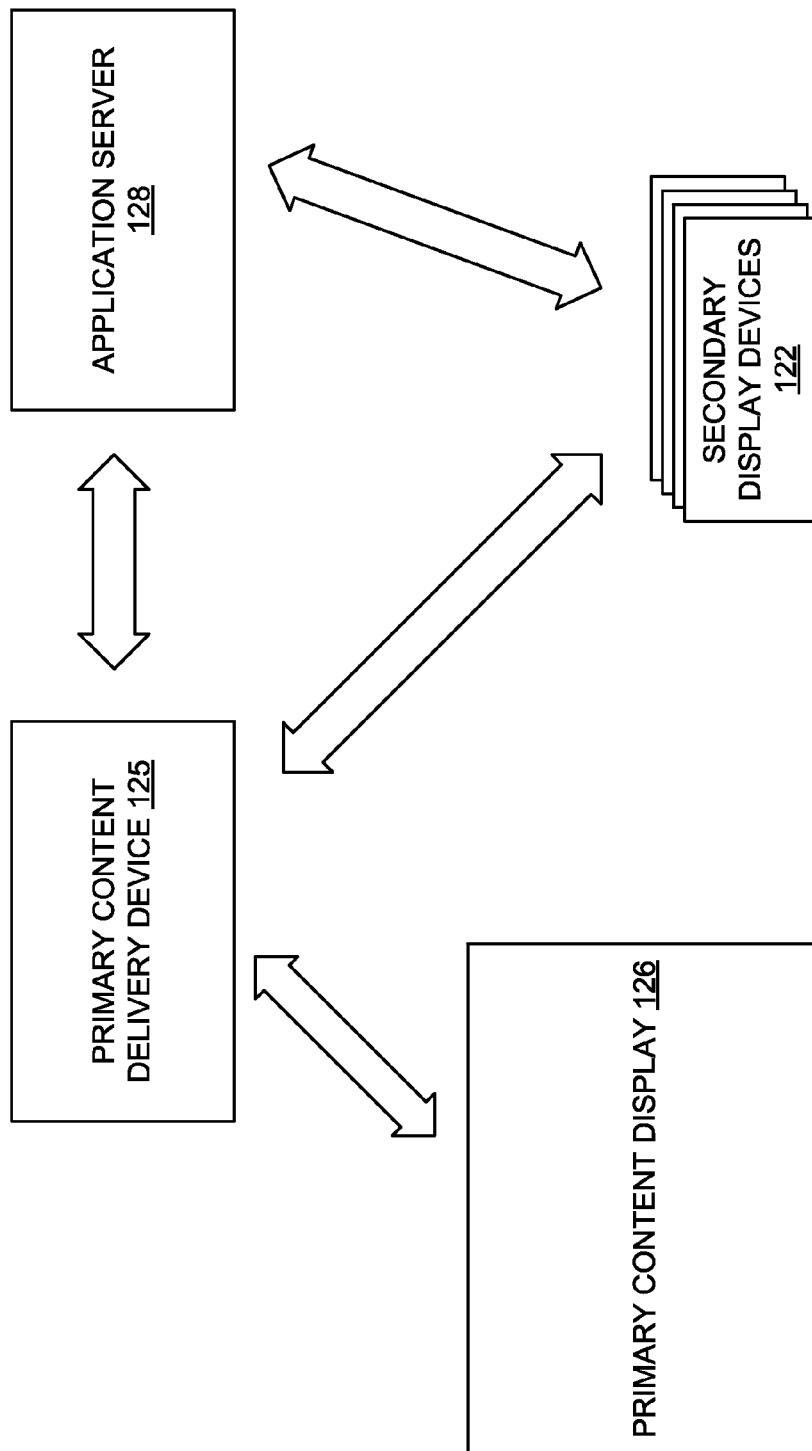 PRIMARY CONTENT
DELIVERY DEVICE 125
APPLICATION SERVER
128
PRIMARY CONTENT DISPLAY 126
SECONDARY
DISPLAY DEVICES
122